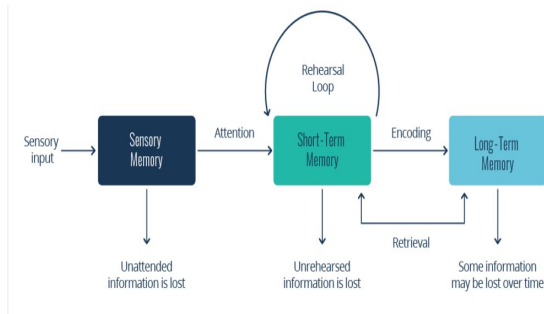 Rehearsal
Loop
Sensory
input
Sensory
Memory
Attention
Short-Term
Memory
Encoding
Long-Term
Memory
Retrieval
Unattended
information is lost
Unrehearsed
information is lost
Some information
may be lost over time